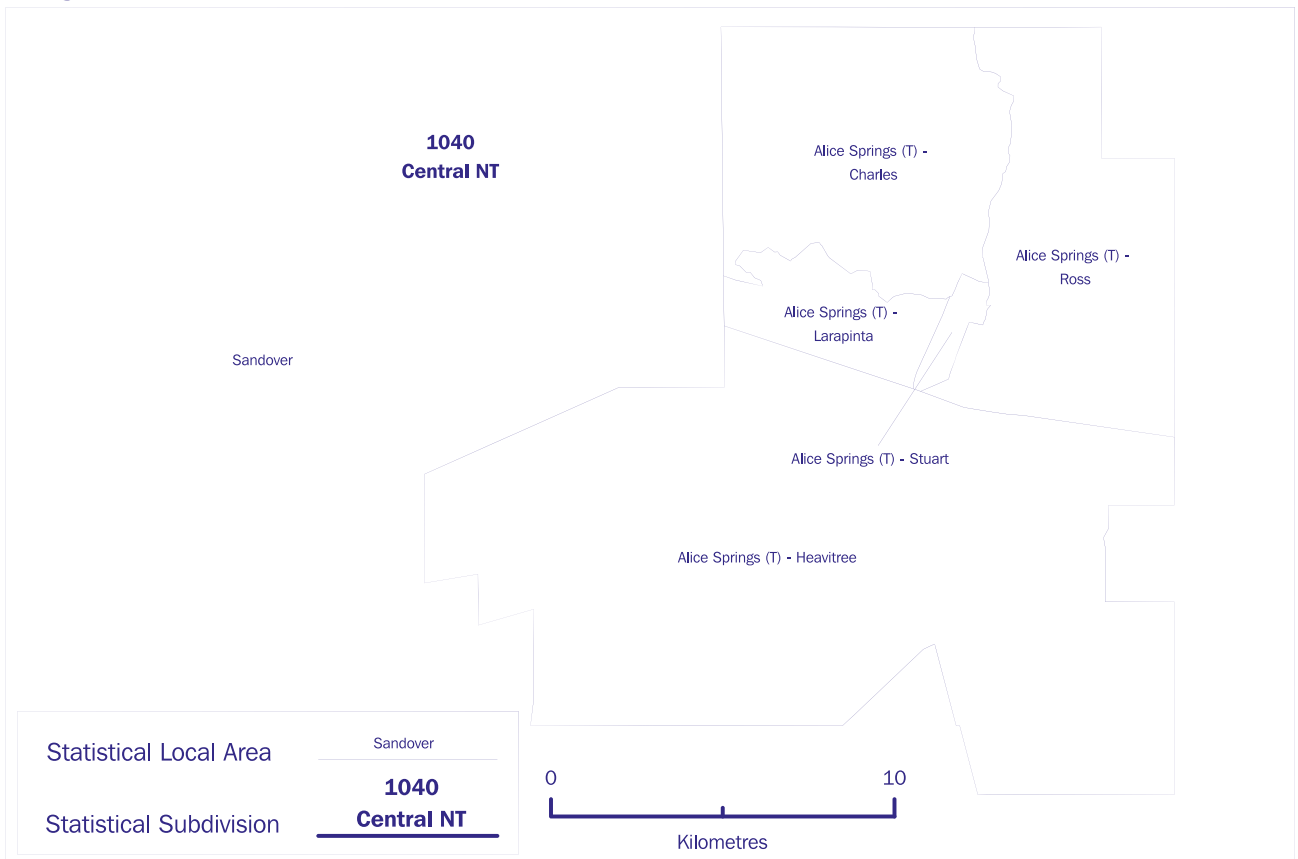 1040
Central NT
Alice Springs (T) -
Charles
Alice Springs (T) -
Ross
Alice Springs (T) -
Larapinta
Sandover
Alice Springs (T) - Stuart
Alice Springs (T) - Heavitree
Statistical Local Area
Sandover
1040
Central NT
Statistical Subdivision
0
10
Kilometres